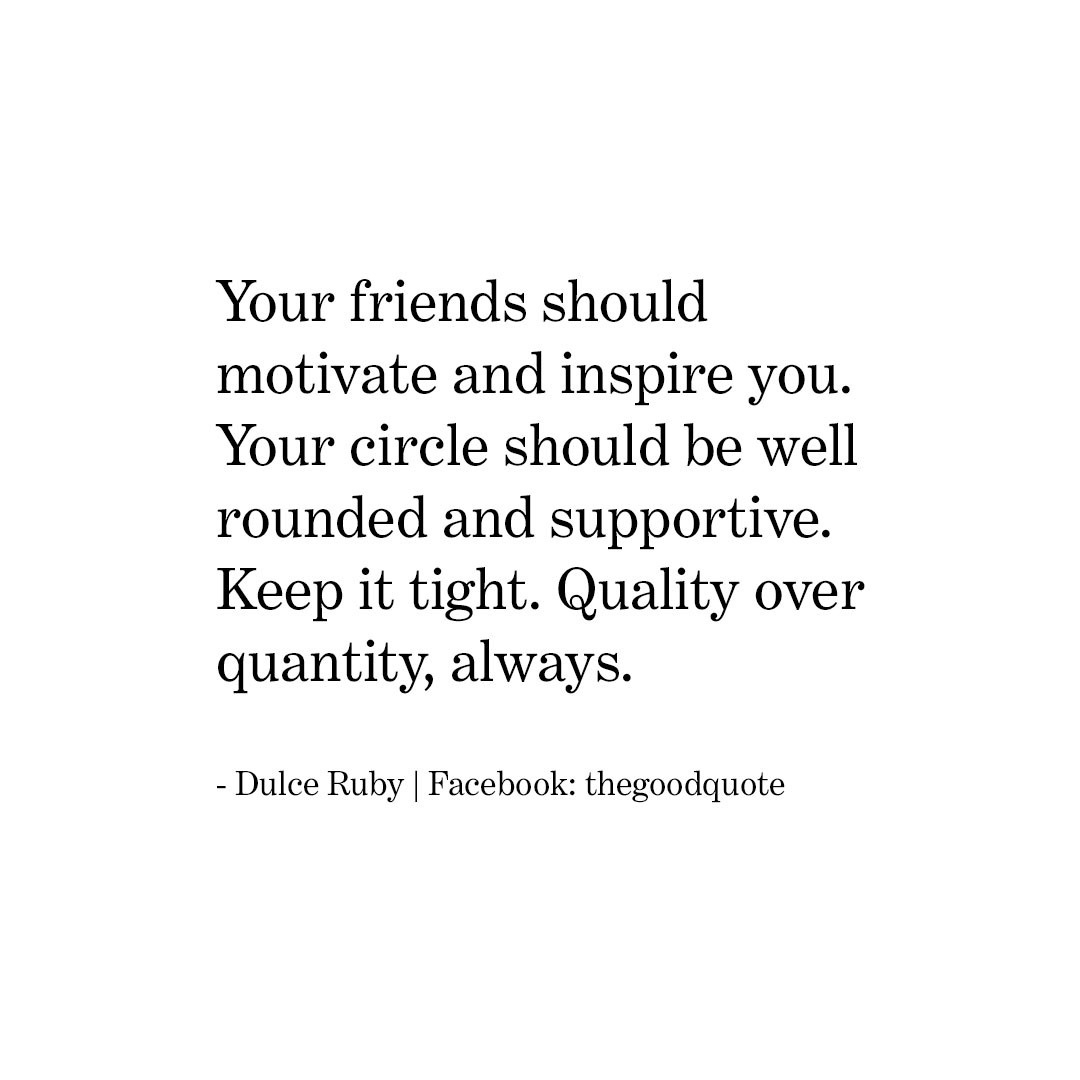 Your friends should
motivate and inspire you.
Your circle should be well
rounded and supportive.
Keep it tight. Quality over
quantity, always.
- Dulce Ruby | Facebook: thegoodquote